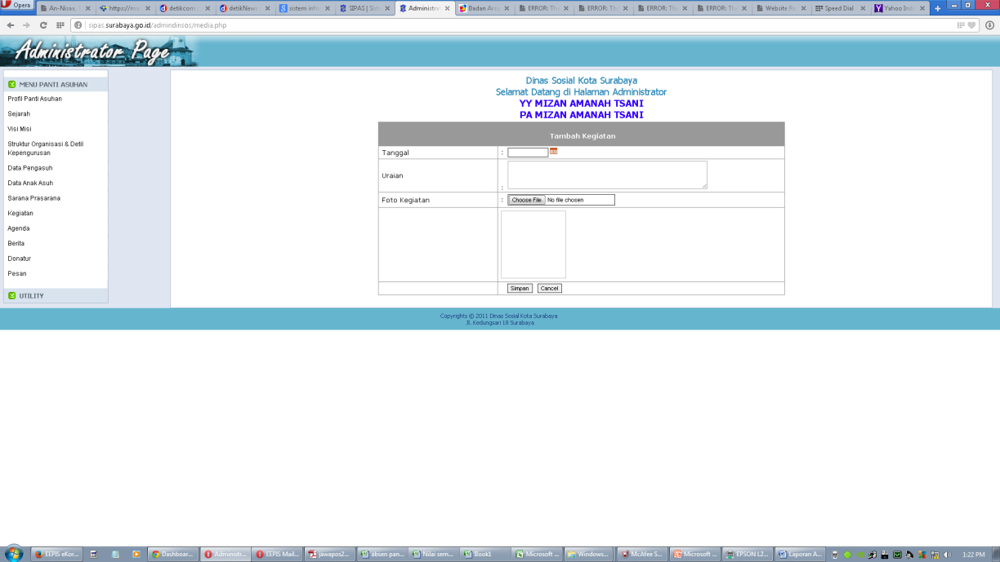 Opera
An-Nissa,
https://ma
detikcom
detikNews
sistem infor
SIPAS | Sist
Administrat
Badan Arsi
ERROR: Th
ERROR: Th
ERROR: Th
ERROR: Th
Website Re
Speed Dial
Yahoo Indo
sipas.surabaya.go.id/admindinsos/media.php
Administrator Page
MENU PANTI ASUHAN
Profil Panti Asuhan
Sejarah
Visi Misi
Struktur Organisasi & Detil
Kepengurusan
Data Pengasuh
Data Anak Asuh
Sarana Prasarana
Kegiatan
Agenda
Berita
Donatur
Pesan
UTILITY
Dinas Sosial Kota Surabaya
Selamat Datang di Halaman Administrator
YY MIZAN AMANAH TSANI
PA MIZAN AMANAH TSANI
Tambah Kegiatan
Tanggal :
Uraian :
Foto Kegiatan : Choose File No file chosen
Simpan Cancel
Copyrights © 2011 Dinas Sosial Kota Surabaya
Jl. Kedungsari 18 Surabaya
EEPIS eKor...
Dashboar...
Administr...
EEPIS Mail...
jawapos2...
absen pan...
Nilai sem...
Book1
Microsoft ...
Windows...
McAfee S...
Microsoft ...
EPSON L2...
Laporan A...
1:22 PM